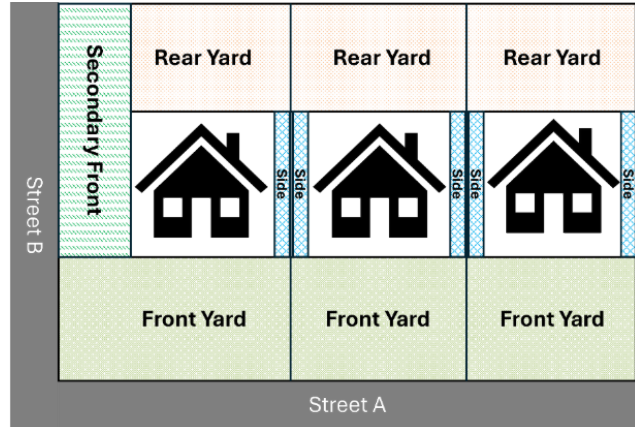 Secondary Front
Rear Yard
Rear Yard
Rear Yard
Side
Side
Side
Side
Side
Street B
Front Yard
Front Yard
Front Yard
Street A